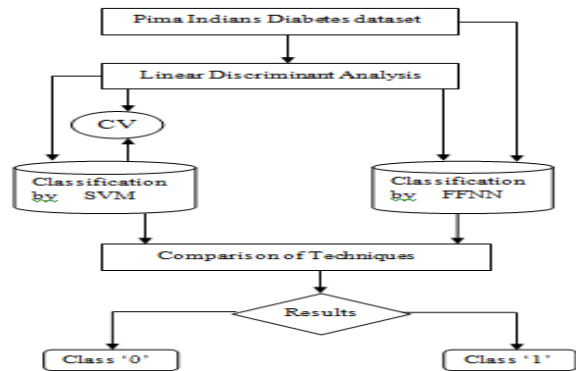 Pima Indians Diabetes dataset
Linear Discriminant Analysis
CV
Classification
by SVM
Classification
by FFNN
Comparison of Techniques
Results
Class ‘0’
Class ‘1’